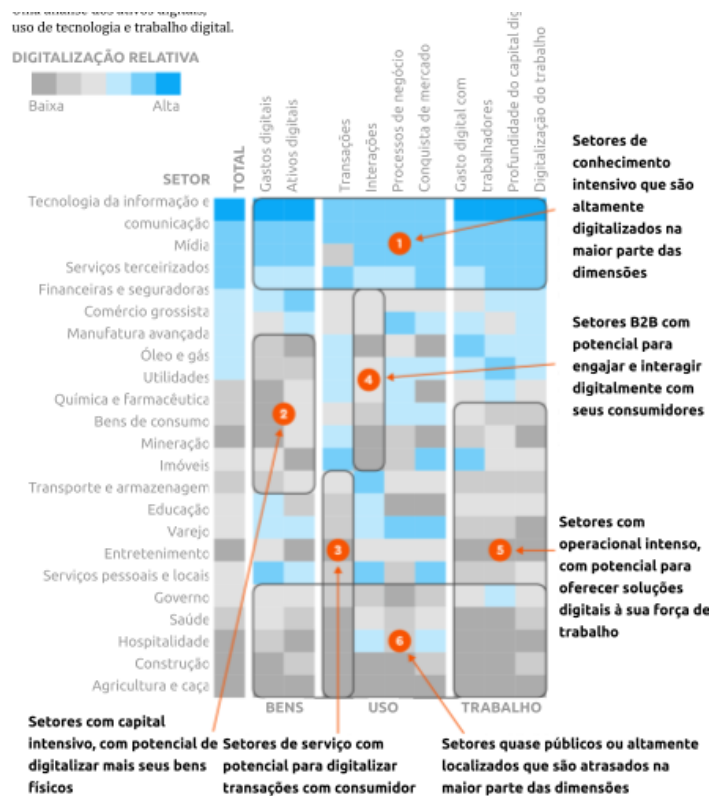 uso de tecnologia e trabalho digital.
DIGITALIZAÇÃO RELATIVA
Baixa
Alta
SETOR
TOTAL
Gastos digitais
Ativos digitais
Transações
Interações
Processos de negócio
Conquista de mercado
Gasto digital com
trabalhadores
Profundidade do capital
Digitalização do trabalho
Tecnologia da informação e
comunicação
Mídia
Serviços terceirizados
Financeiras e seguradoras
Comércio grossista
Manufatura avançada
Óleo e gás
Utilidades
Química e farmacêutica
Bens de consumo
Mineração
Imóveis
Transporte e armazenagem
Educação
Varejo
Entretenimento
Serviços pessoais e locais
Governo
Saúde
Hospitalidade
Construção
Agricultura e caça
1
2
3
4
5
6
BENS
USO
TRABALHO
Setores de
conhecimento
intensivo que são
altamente
digitalizados na
maior parte das
dimensões
Setores B2B com
potencial para
engajar e interagir
digitalmente com
seus consumidores
Setores com
operacional intenso,
com potencial para
oferecer soluções
digitais à sua força de
trabalho
Setores com capital
intensivo, com potencial de
digitalizar mais seus bens
físicos
Setores de serviço com
potencial para digitalizar
transações com consumidor
Setores quase públicos ou altamente
localizados que são atrasados na
maior parte das dimensões